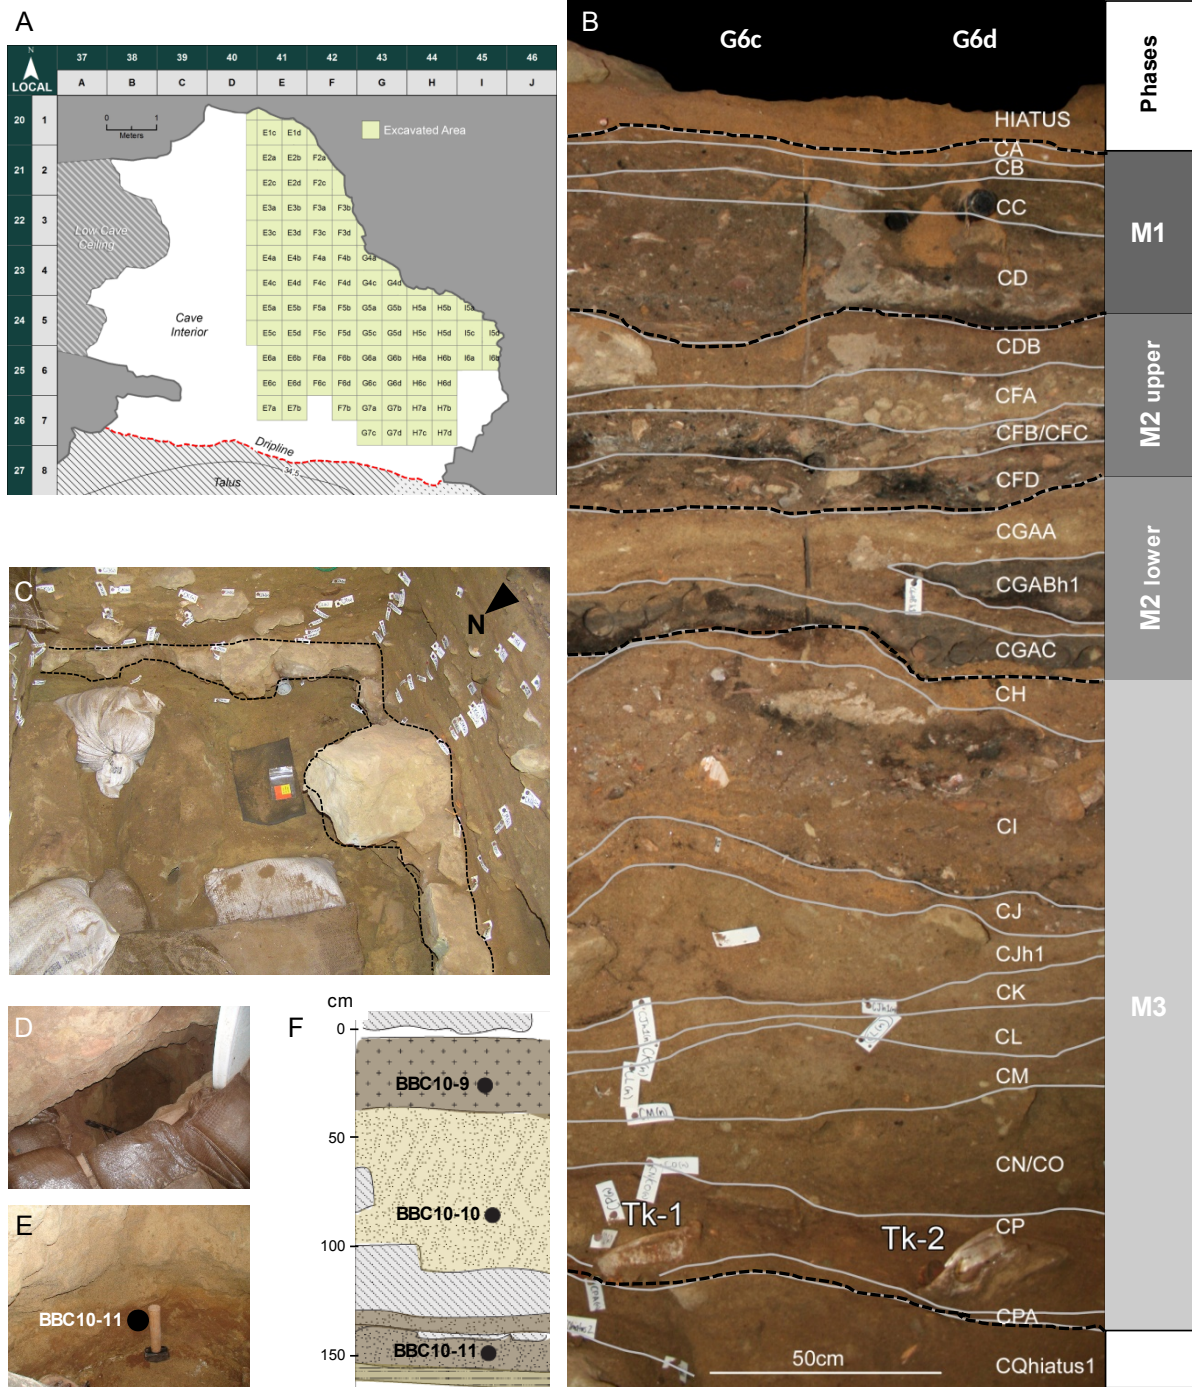 A
37 38 39 40 41 42 43 44 45 46
N
LOCAL
A B C D E F G H I J
20 1
21 2
22 3
23 4
24 5
25 6
26 7
27 8
0 1
Meters
Excavated Area
Low Cave
Ceiling
Cave
Interior
Dripline
34.5
Talus
E1c E1d
E2a E2b F2a
E2c E2d F2c
E3a E3b F3a F3b
E3c E3d F3c F3d
E4a E4b F4a F4b G4a
E4c E4d F4c F4d G4c G4d
E5a E5b F5a F5b G5a G5b H5a H5b I5a
E5c E5d F5c F5d G5c G5d H5c H5d I5c I5d
E6a E6b F6a F6b G6a G6b H6a H6b I6a I6b
E6c E6d F6c F6d G6c G6d H6c H6d
E7a E7b F7b G7a G7b H7a H7b
G7c G7d H7c H7d
B
G6c G6d
Phases
HIATUS
CA
CB
CC
CD
M1
CDB
CFA
CFB/CFC
CFD
M2 upper
CGAA
CGABh1
CGAC
M2 lower
CH
CI
CJ
CJh1
CK
CL
CM
CN/CO
CP
CPA
M3
CQhiatus1
Tk-1
Tk-2
CM(n)
50cm
C
N
D
E
BBC10-11
F
cm
0
50
100
150
BBC10-9
BBC10-10
BBC10-11